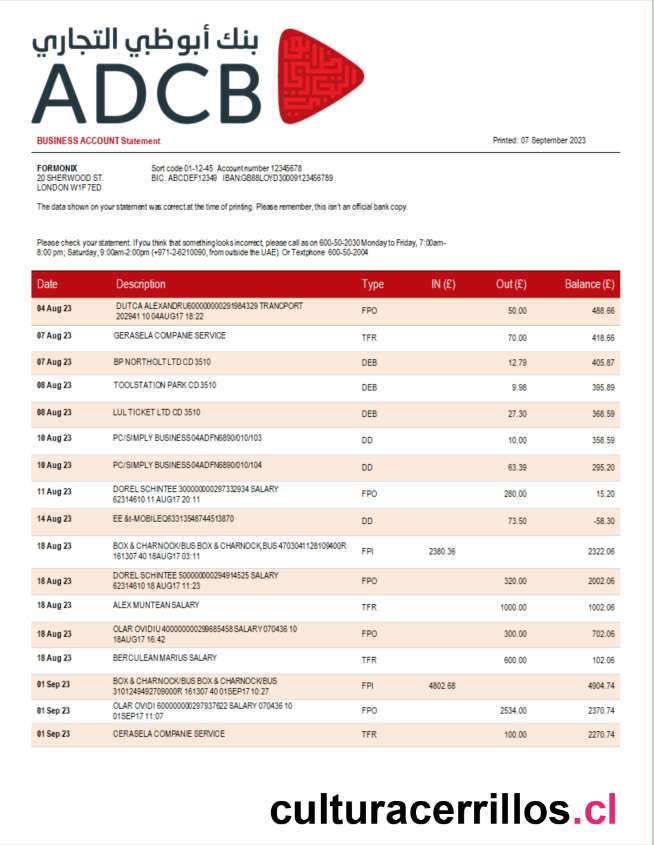 بنك أبوظبي التجاري
ADCB
BUSINESS ACCOUNT Statement Printed: 07 September 2023
FORMONIX Sort code 01-12-45 Account number 12345678
20 SHERWOOD ST. BIC. ABCDEF12349 IBAN:GB88LOYD30009123456789
LONDON W1F 7ED
The data shown on your statement was correct at the time of printing. Please remember, this isn't an official bank copy.
Please check your statement. If you think that something looks incorrect, please call as on 600-50-2030 Monday to Friday, 7:00am-
8:00 pm; Saturday, 9:00am-2:00pm (+971-2-6210090, from outside the UAE). Or Textphone 600-50-2004
Date Description Type IN (£) Out (£) Balance (£)
04 Aug 23 DUTCA ALEXANDRU600000000291984329 TRANCPORT FPO 50.00 488.66
202941 10 04AUG17 18:22
07 Aug 23 GERASELA COMPANIE SERVICE TFR 70.00 418.66
07 Aug 23 BP NORTHOLT LTD CD 3510 DEB 12.79 405.87
08 Aug 23 TOOLSTATION PARK CD 3510 DEB 9.98 395.89
08 Aug 23 LUL TICKET LTD CD 3510 DEB 27.30 368.59
10 Aug 23 PC/SIMPLY BUSINESS04ADFN6890/010/103 DD 10.00 358.59
10 Aug 23 PC/SIMPLY BUSINESS04ADFN6890/010/104 DD 63.39 295.20
11 Aug 23 DOREL SCHINTEE 300000000297332934 SALARY FPO 280.00 15.20
62314610 11 AUG17 20:11
14 Aug 23 EE &t-MOBILEQ63313548744513870 DD 73.50 -58.30
18 Aug 23 BOX & CHARNOCK/BUS BOX & CHARNOCK,BUS 4703041128109400R FPI 2380.36 2322.06
161307 40 18AUG17 03:11
18 Aug 23 DOREL SCHINTEE 500000000294914525 SALARY FPO 320.00 2002.06
62314610 18 AUG17 11:23
18 Aug 23 ALEX MUNTEAN SALARY TFR 1000.00 1002.06
18 Aug 23 OLAR OVIDIU 400000000299685458 SALARY 070436 10 FPO 300.00 702.06
18AUG17 16:42
18 Aug 23 BERCULEAN MARIUS SALARY TFR 600.00 102.06
01 Sep 23 BOX & CHARNOCK/BUS BOX & CHARNOCK/BUS FPI 4802.68 4904.74
3101249492709000R 161307 40 01SEP17 10:27
01 Sep 23 OLAR OVIDI 600000000297937622 SALARY 070436 10 FPO 2534.00 2370.74
01SEP17 11:07
01 Sep 23 CERASELA COMPANIE SERVICE TFR 100.00 2270.74
culturacerrillos.cl